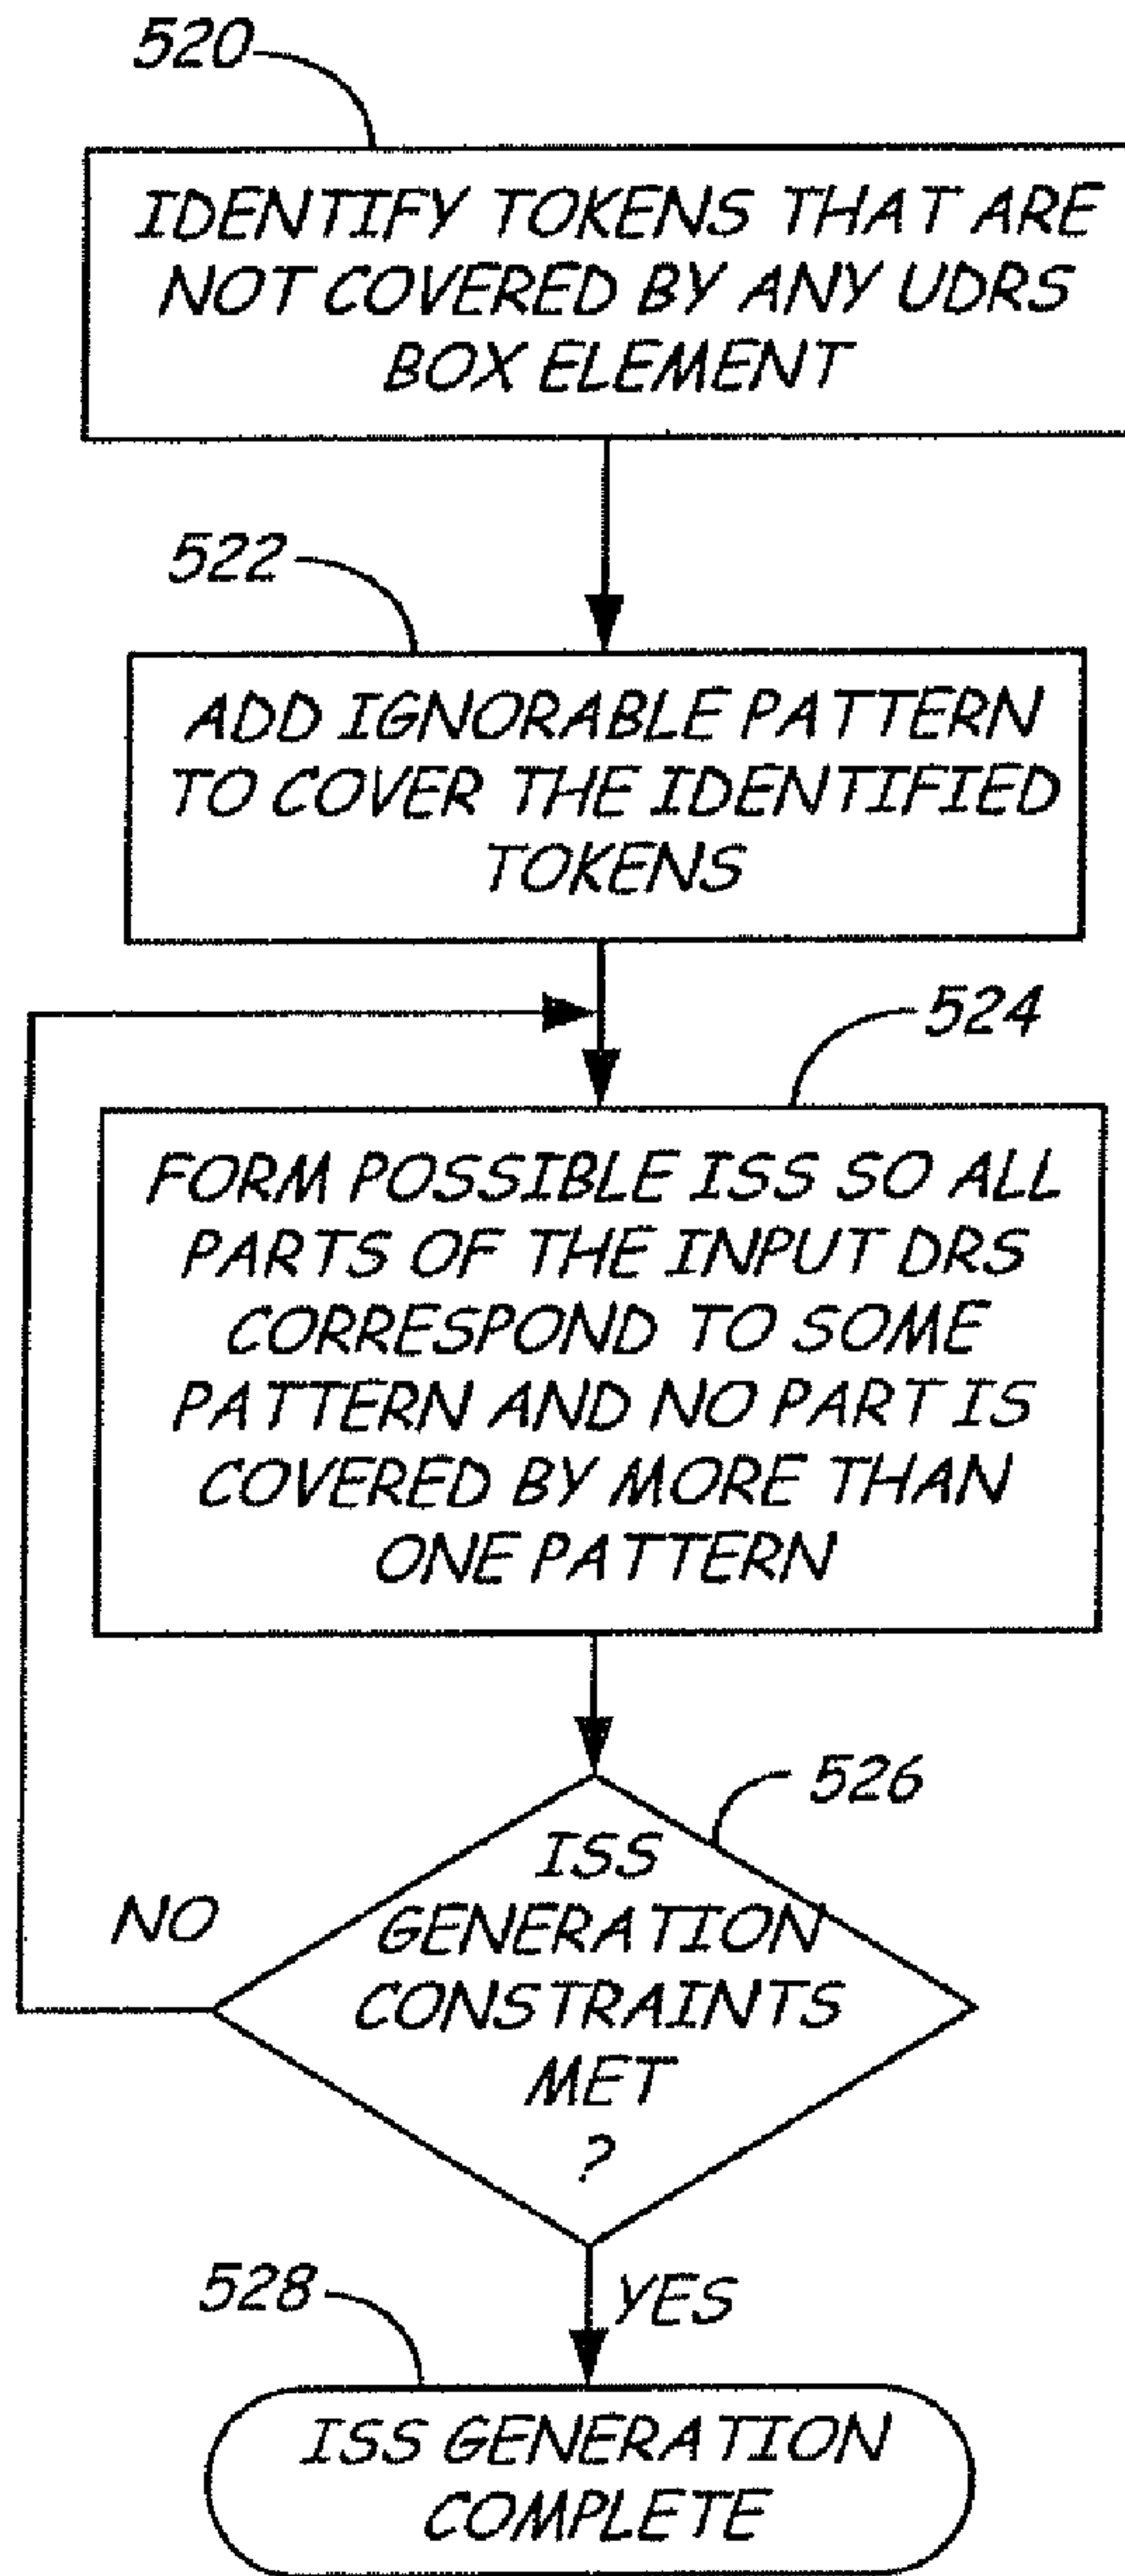 520
IDENTIFY TOKENS THAT ARE
NOT COVERED BY ANY UDRS
BOX ELEMENT
522
ADD IGNORABLE PATTERN
TO COVER THE IDENTIFIED
TOKENS
524
FORM POSSIBLE ISS SO ALL
PARTS OF THE INPUT DRS
CORRESPOND TO SOME
PATTERN AND NO PART IS
COVERED BY MORE THAN
ONE PATTERN
526
ISS
GENERATION
CONSTRAINTS
MET
?
NO
YES
528
ISS GENERATION
COMPLETE